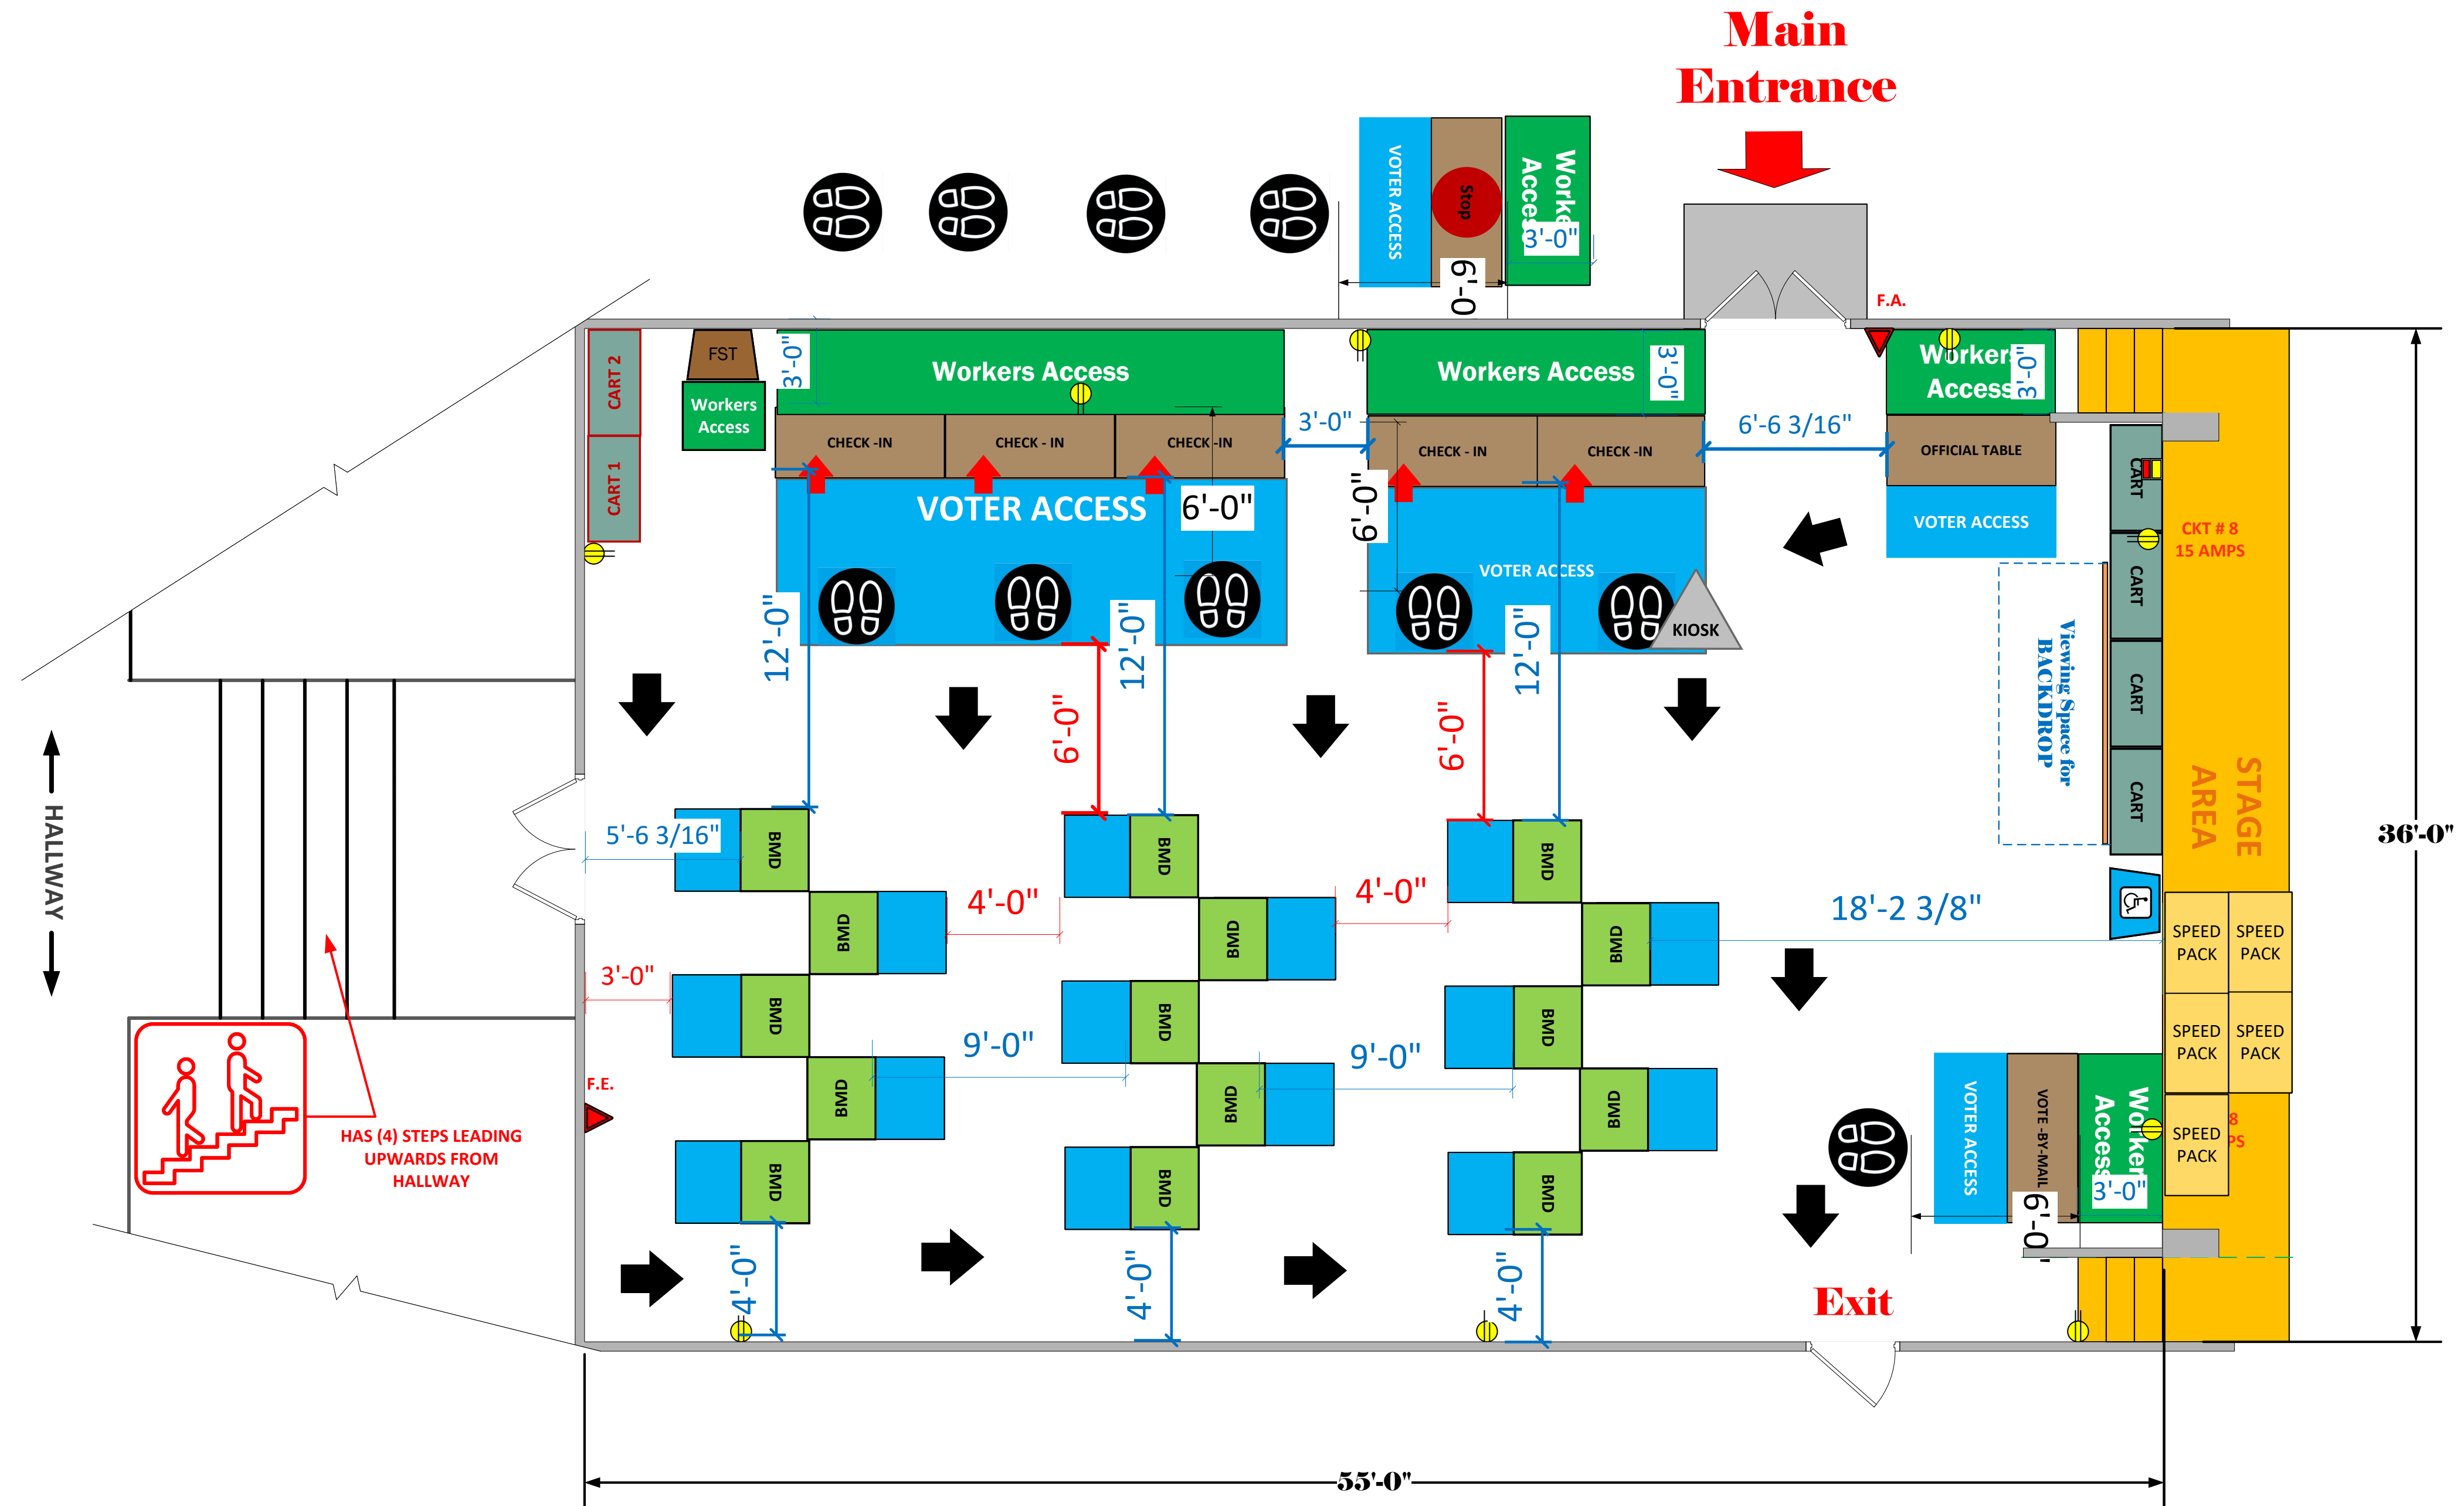 Main
Entrance
VOTER ACCESS
Stop
Access
3'-0"
6'-0
F.A.
CART 2
CART 1
FST
Workers
Access
3'-0"
Workers Access
Workers Access
3'-0"
Workers
Access
3'-0"
CHECK -IN
CHECK - IN
CHECK -IN
3'-0"
CHECK - IN
CHECK -IN
6'-6 3/16"
OFFICIAL TABLE
VOTER ACCESS
6'-0"
6'-0"
VOTER ACCESS
VOTER ACCESS
KIOSK
12'-0"
12'-0"
12'-0"
6'-0"
6'-0"
CART
CART
CART
CART
CKT # 8
15 AMPS
Viewing Space for
BACKDROP
STAGE
AREA
36'-0"
HALLWAY
5'-6 3/16"
BMD
BMD
BMD
BMD
BMD
BMD
4'-0"
4'-0"
18'-2 3/8"
3'-0"
BMD
BMD
BMD
9'-0"
9'-0"
BMD
BMD
BMD
BMD
BMD
BMD
SPEED
PACK
SPEED
PACK
SPEED
PACK
SPEED
PACK
SPEED
PACK
8
PS
F.E.
HAS (4) STEPS LEADING
UPWARDS FROM
HALLWAY
VOTER ACCESS
VOTE -BY-MAIL
Worker
Access
3'-0"
6'-0"
4'-0"
4'-0"
4'-0"
Exit
55'-0"